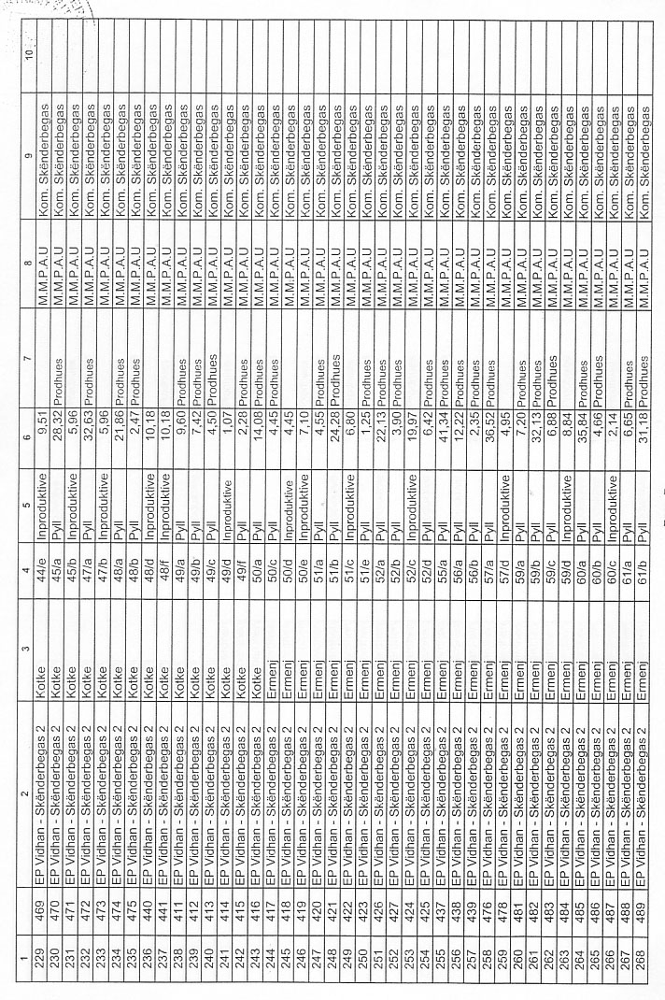 1 2 3 4 5 6 7 8 9 10
229 469 EP Vidhan - Skënderbegas 2 Kotke 44/e Inproduktive 9,51 M.M.P.A.U Kom. Skënderbegas
230 470 EP Vidhan - Skënderbegas 2 Kotke 45/a Pyll 28,32 Prodhues M.M.P.A.U Kom. Skënderbegas
231 471 EP Vidhan - Skënderbegas 2 Kotke 45/b Inproduktive 5,96 M.M.P.A.U Kom. Skënderbegas
232 472 EP Vidhan - Skënderbegas 2 Kotke 47/a Pyll 32,63 Prodhues M.M.P.A.U Kom. Skënderbegas
233 473 EP Vidhan - Skënderbegas 2 Kotke 47/b Inproduktive 5,96 M.M.P.A.U Kom. Skënderbegas
234 474 EP Vidhan - Skënderbegas 2 Kotke 48/a Pyll 21,86 Prodhues M.M.P.A.U Kom. Skënderbegas
235 475 EP Vidhan - Skënderbegas 2 Kotke 48/b Pyll 2,47 Prodhues M.M.P.A.U Kom. Skënderbegas
236 440 EP Vidhan - Skënderbegas 2 Kotke 48/d Inproduktive 10,18 M.M.P.A.U Kom. Skënderbegas
237 441 EP Vidhan - Skënderbegas 2 Kotke 48/f Inproduktive 10,18 M.M.P.A.U Kom. Skënderbegas
238 411 EP Vidhan - Skënderbegas 2 Kotke 49/a Pyll 9,60 Prodhues M.M.P.A.U Kom. Skënderbegas
239 412 EP Vidhan - Skënderbegas 2 Kotke 49/b Pyll 7,42 Prodhues M.M.P.A.U Kom. Skënderbegas
240 413 EP Vidhan - Skënderbegas 2 Kotke 49/c Pyll 4,50 Prodhues M.M.P.A.U Kom. Skënderbegas
241 414 EP Vidhan - Skënderbegas 2 Kotke 49/d Inproduktive 1,07 M.M.P.A.U Kom. Skënderbegas
242 415 EP Vidhan - Skënderbegas 2 Kotke 49/f Pyll 2,28 Prodhues M.M.P.A.U Kom. Skënderbegas
243 416 EP Vidhan - Skënderbegas 2 Kotke 50/a Pyll 14,08 Prodhues M.M.P.A.U Kom. Skënderbegas
244 417 EP Vidhan - Skënderbegas 2 Ermenj 50/c Pyll 4,45 Prodhues M.M.P.A.U Kom. Skënderbegas
245 418 EP Vidhan - Skënderbegas 2 Ermenj 50/d Inproduktive 4,45 M.M.P.A.U Kom. Skënderbegas
246 419 EP Vidhan - Skënderbegas 2 Ermenj 50/e Inproduktive 7,10 M.M.P.A.U Kom. Skënderbegas
247 420 EP Vidhan - Skënderbegas 2 Ermenj 51/a Pyll 4,55 Prodhues M.M.P.A.U Kom. Skënderbegas
248 421 EP Vidhan - Skënderbegas 2 Ermenj 51/b Pyll 24,28 Prodhues M.M.P.A.U Kom. Skënderbegas
249 422 EP Vidhan - Skënderbegas 2 Ermenj 51/c Inproduktive 6,80 M.M.P.A.U Kom. Skënderbegas
250 423 EP Vidhan - Skënderbegas 2 Ermenj 51/e Pyll 1,25 Prodhues M.M.P.A.U Kom. Skënderbegas
251 426 EP Vidhan - Skënderbegas 2 Ermenj 52/a Pyll 22,13 Prodhues M.M.P.A.U Kom. Skënderbegas
252 427 EP Vidhan - Skënderbegas 2 Ermenj 52/b Pyll 3,90 Prodhues M.M.P.A.U Kom. Skënderbegas
253 424 EP Vidhan - Skënderbegas 2 Ermenj 52/c Inproduktive 19,97 M.M.P.A.U Kom. Skënderbegas
254 425 EP Vidhan - Skënderbegas 2 Ermenj 52/d Pyll 6,42 Prodhues M.M.P.A.U Kom. Skënderbegas
255 437 EP Vidhan - Skënderbegas 2 Ermenj 55/a Pyll 41,34 Prodhues M.M.P.A.U Kom. Skënderbegas
256 438 EP Vidhan - Skënderbegas 2 Ermenj 56/a Pyll 12,22 Prodhues M.M.P.A.U Kom. Skënderbegas
257 439 EP Vidhan - Skënderbegas 2 Ermenj 56/b Pyll 2,35 Prodhues M.M.P.A.U Kom. Skënderbegas
258 476 EP Vidhan - Skënderbegas 2 Ermenj 57/a Pyll 36,52 Prodhues M.M.P.A.U Kom. Skënderbegas
259 478 EP Vidhan - Skënderbegas 2 Ermenj 57/d Inproduktive 4,95 M.M.P.A.U Kom. Skënderbegas
260 481 EP Vidhan - Skënderbegas 2 Ermenj 59/a Pyll 7,20 Prodhues M.M.P.A.U Kom. Skënderbegas
261 482 EP Vidhan - Skënderbegas 2 Ermenj 59/b Pyll 32,13 Prodhues M.M.P.A.U Kom. Skënderbegas
262 483 EP Vidhan - Skënderbegas 2 Ermenj 59/c Pyll 6,88 Prodhues M.M.P.A.U Kom. Skënderbegas
263 484 EP Vidhan - Skënderbegas 2 Ermenj 59/d Inproduktive 8,84 M.M.P.A.U Kom. Skënderbegas
264 485 EP Vidhan - Skënderbegas 2 Ermenj 60/a Pyll 35,84 Prodhues M.M.P.A.U Kom. Skënderbegas
265 486 EP Vidhan - Skënderbegas 2 Ermenj 60/b Pyll 4,66 Prodhues M.M.P.A.U Kom. Skënderbegas
266 487 EP Vidhan - Skënderbegas 2 Ermenj 60/c Inproduktive 2,14 M.M.P.A.U Kom. Skënderbegas
267 488 EP Vidhan - Skënderbegas 2 Ermenj 61/a Pyll 6,65 Prodhues M.M.P.A.U Kom. Skënderbegas
268 489 EP Vidhan - Skënderbegas 2 Ermenj 61/b Pyll 31,18 Prodhues M.M.P.A.U Kom. Skënderbegas